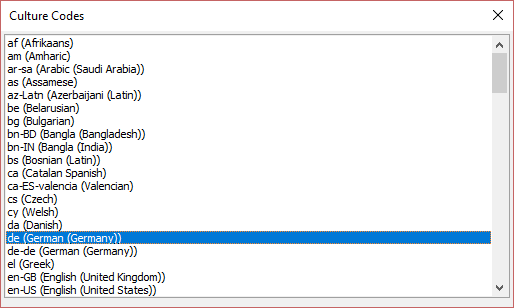 Culture Codes
af (Afrikaans)
am (Amharic)
ar-sa (Arabic (Saudi Arabia))
as (Assamese)
az-Latn (Azerbaijani (Latin))
be (Belarusian)
bg (Bulgarian)
bn-BD (Bangla (Bangladesh))
bn-IN (Bangla (India))
bs (Bosnian (Latin))
ca (Catalan Spanish)
ca-ES-valencia (Valencian)
cs (Czech)
cy (Welsh)
da (Danish)
de (German (Germany))
de-de (German (Germany))
el (Greek)
en-GB (English (United Kingdom))
en-US (English (United States))